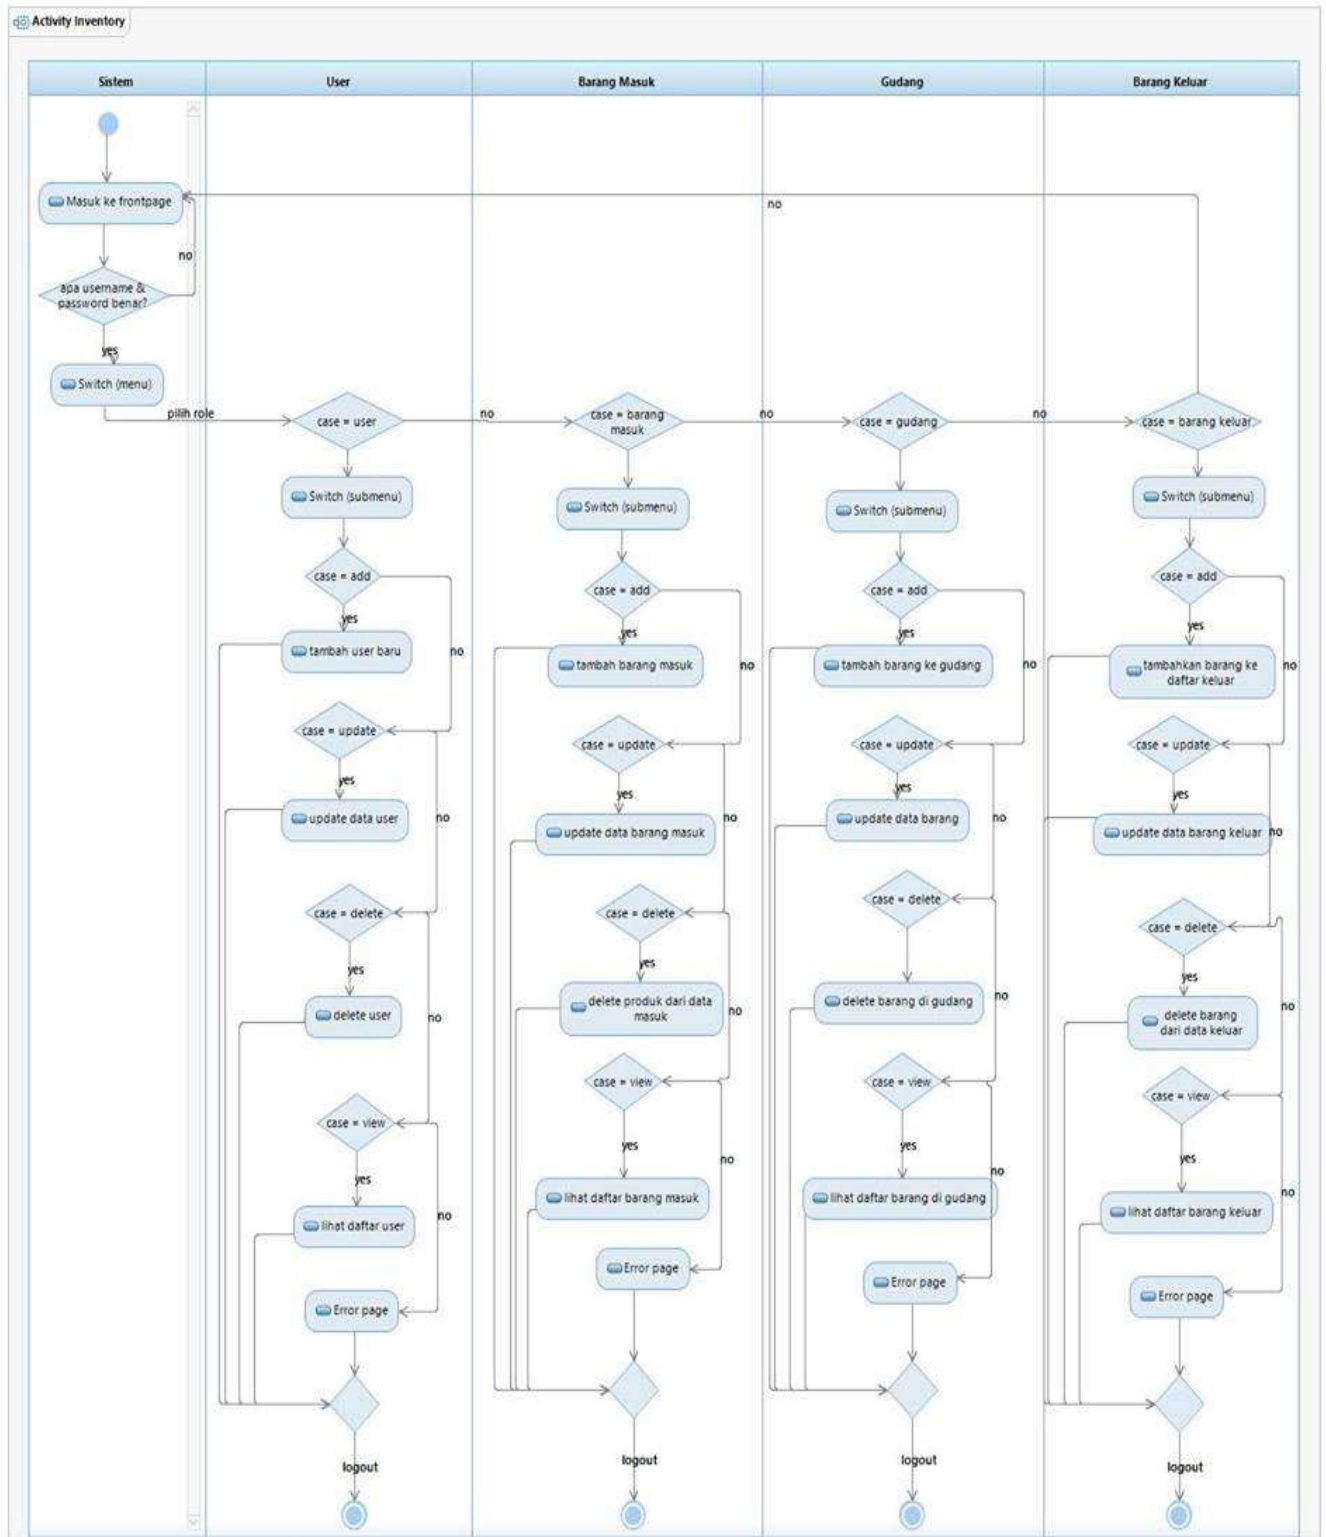 Activity Inventory
Sistem
User
Barang Masuk
Gudang
Barang Keluar
Masuk ke frontpage
no
no
apa username &
password benar?
yes
Switch (menu)
pilih role
case = user
no
case = barang
masuk
no
case = gudang
no
case = barang keluar
Switch (submenu)
case = add
yes
tambah user baru
no
case = update
yes
update data user
no
case = delete
yes
delete user
no
case = view
yes
lihat daftar user
no
Error page
logout
Switch (submenu)
case = add
yes
tambah barang masuk
no
case = update
yes
update data barang masuk
no
case = delete
yes
delete produk dari data
masuk
no
case = view
yes
lihat daftar barang masuk
no
Error page
logout
Switch (submenu)
case = add
yes
tambah barang ke gudang
no
case = update
yes
update data barang
no
case = delete
delete barang di gudang
no
case = view
yes
lihat daftar barang di gudang
no
Error page
logout
Switch (submenu)
case = add
yes
tambahkan barang ke
daftar keluar
no
case = update
yes
update data barang keluar
no
case = delete
yes
delete barang
dari data keluar
no
case = view
yes
lihat daftar barang keluar
no
Error page
logout